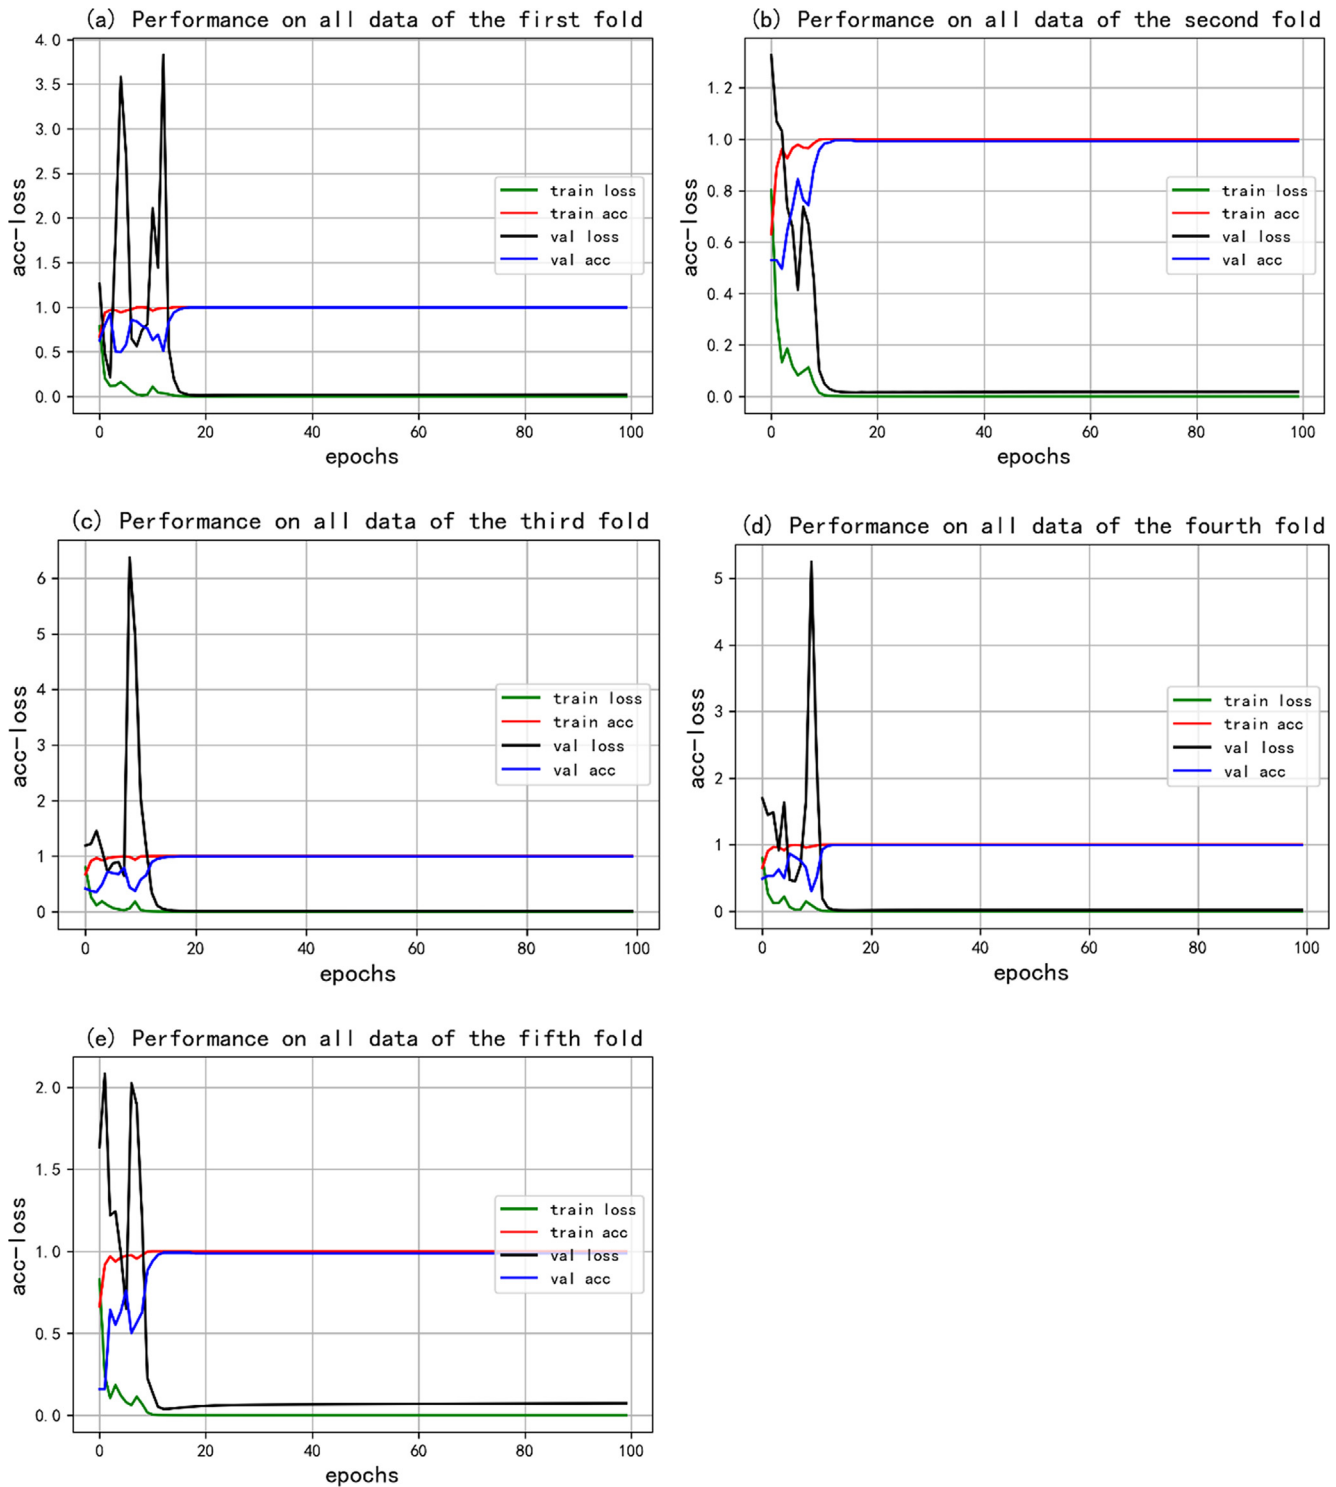 (a) Performance on all data of the first fold
4.0
3.5
3.0
2.5
2.0
1.5
1.0
0.5
0.0
acc-loss
train loss
train acc
val loss
val acc
0 20 40 60 80 100
epochs
(b) Performance on all data of the second fold
1.2
1.0
0.8
0.6
0.4
0.2
0.0
acc-loss
train loss
train acc
val loss
val acc
0 20 40 60 80 100
epochs
(c) Performance on all data of the third fold
6
5
4
3
2
1
0
acc-loss
train loss
train acc
val loss
val acc
0 20 40 60 80 100
epochs
(d) Performance on all data of the fourth fold
5
4
3
2
1
0
acc-loss
train loss
train acc
val loss
val acc
0 20 40 60 80 100
epochs
(e) Performance on all data of the fifth fold
2.0
1.5
1.0
0.5
0.0
acc-loss
train loss
train acc
val loss
val acc
0 20 40 60 80 100
epochs